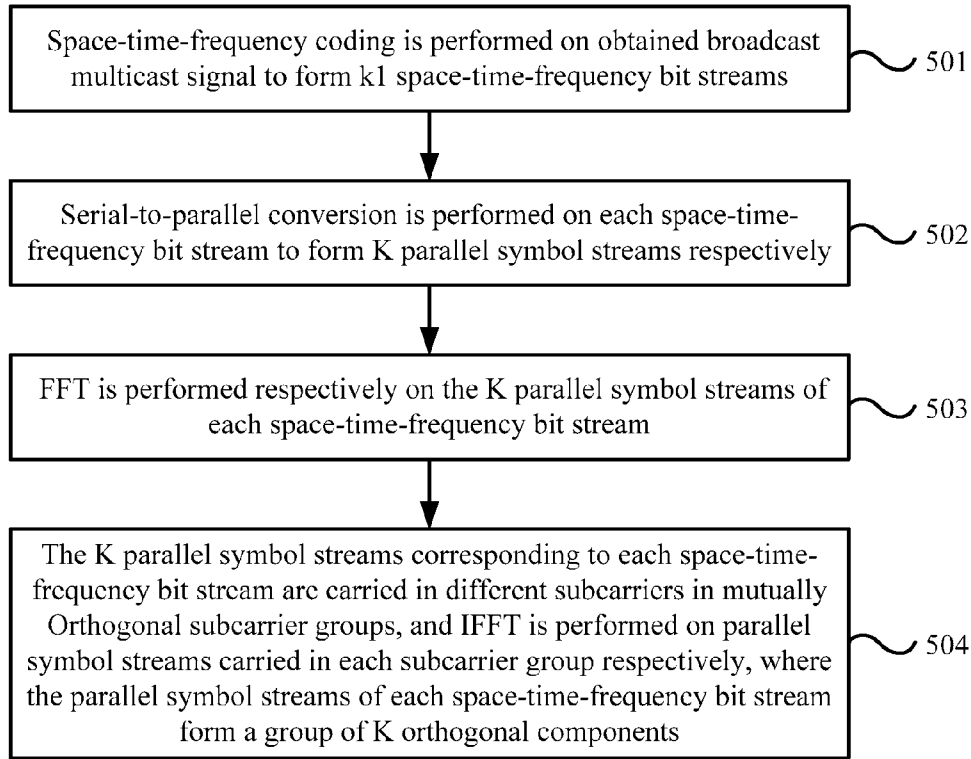 Space-time-frequency coding is performed on obtained broadcast
multicast signal to form k1 space-time-frequency bit streams
501
Serial-to-parallel conversion is performed on each space-time-
frequency bit stream to form K parallel symbol streams respectively
502
FFT is performed respectively on the K parallel symbol streams of
each space-time-frequency bit stream
503
The K parallel symbol streams corresponding to each space-time-
frequency bit stream are carried in different subcarriers in mutually
Orthogonal subcarrier groups, and IFFT is performed on parallel
symbol streams carried in each subcarrier group respectively, where
the parallel symbol streams of each space-time-frequency bit stream
form a group of K orthogonal components
504